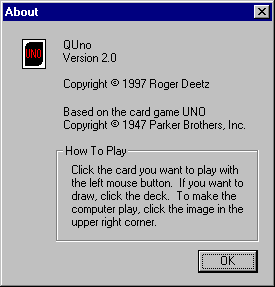 About
UNO
QUno
Version 2.0
Copyright © 1997 Roger Deetz
Based on the card game UNO
Copyright © 1947 Parker Brothers, Inc.
How To Play
Click the card you want to play with
the left mouse button.  If you want to
draw, click the deck.  To make the
computer play, click the image in the
upper right corner.
OK